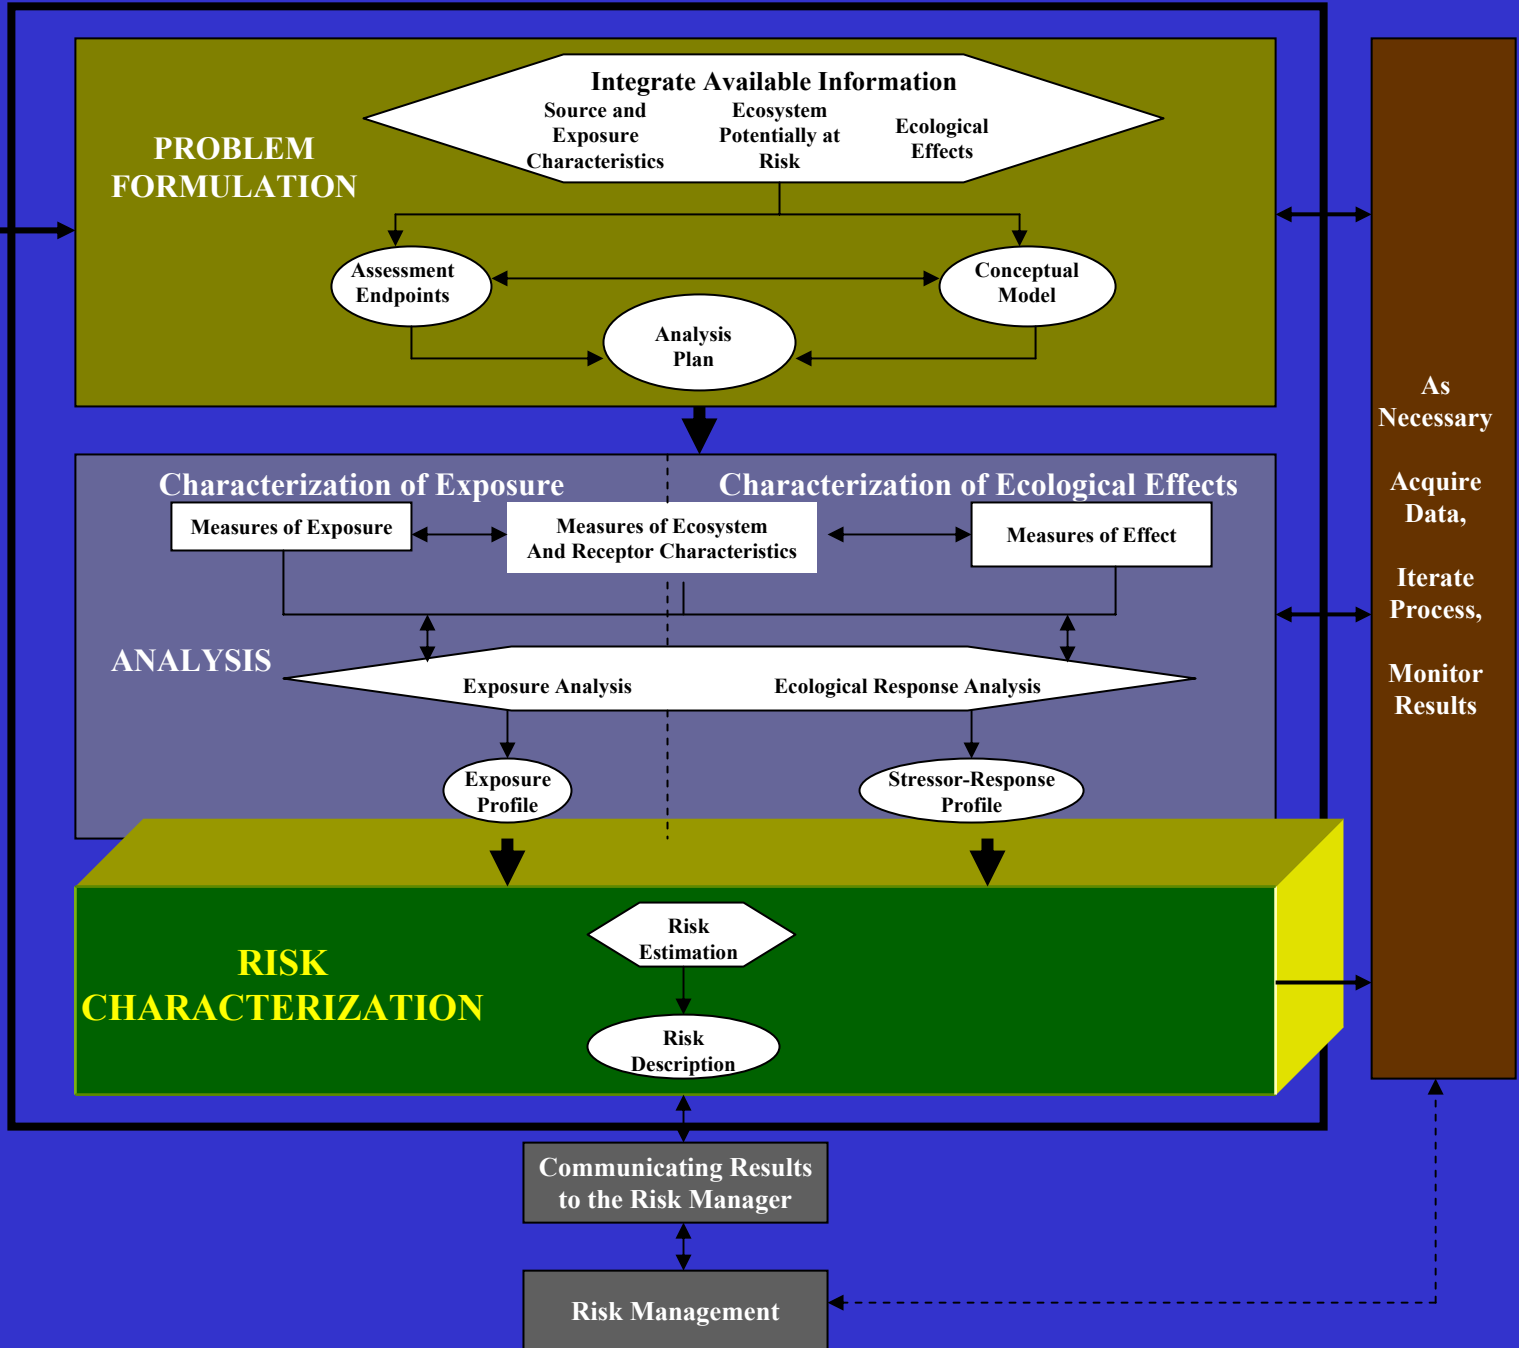 Integrate Available Information
Source and
Exposure
Characteristics
Ecosystem
Potentially at
Risk
Ecological
Effects
PROBLEM
FORMULATION
Assessment
Endpoints
Conceptual
Model
Analysis
Plan
Characterization of Exposure
Characterization of Ecological Effects
Measures of Exposure
Measures of Ecosystem
And Receptor Characteristics
Measures of Effect
ANALYSIS
Exposure Analysis
Ecological Response Analysis
Exposure
Profile
Stressor-Response
Profile
RISK
CHARACTERIZATION
Risk
Estimation
Risk
Description
As
Necessary
Acquire
Data,
Iterate
Process,
Monitor
Results
Communicating Results
to the Risk Manager
Risk Management